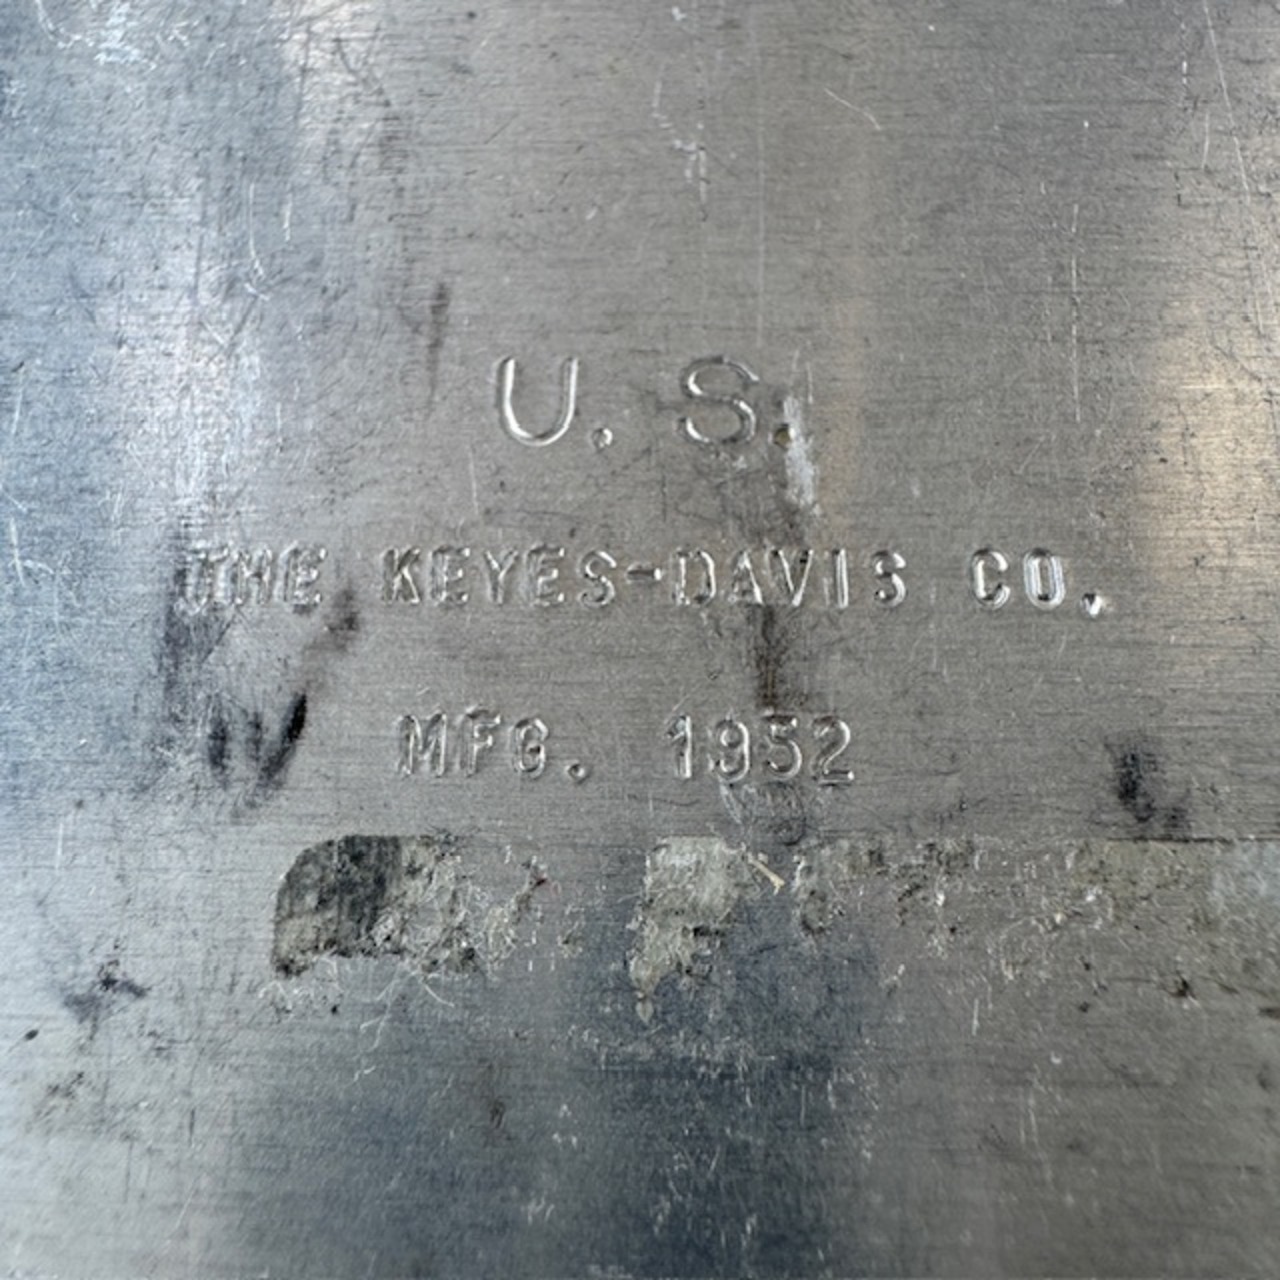 U. S.
THE KEYES-DAVIS CO.
MFG. 1952